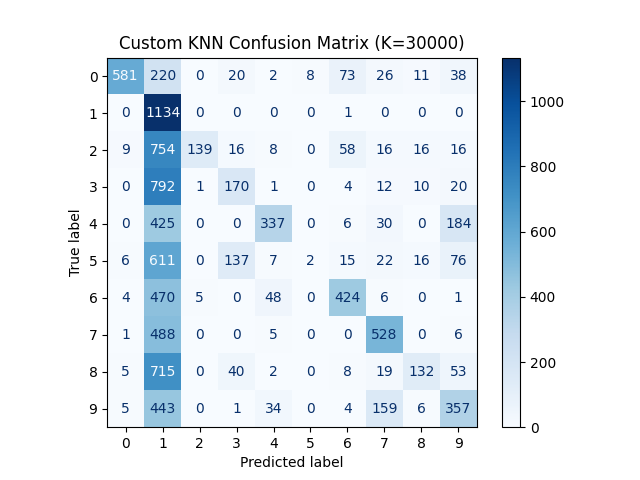 Custom KNN Confusion Matrix (K=30000)
0 581 220 0 20 2 8 73 26 11 38
1 0 1134 0 0 0 0 1 0 0 0
2 9 754 139 16 8 0 58 16 16 16
3 0 792 1 170 1 0 4 12 10 20
4 0 425 0 0 337 0 6 30 0 184
5 6 611 0 137 7 2 15 22 16 76
6 4 470 5 0 48 0 424 6 0 1
7 1 488 0 0 5 0 0 528 0 6
8 5 715 0 40 2 0 8 19 132 53
9 5 443 0 1 34 0 4 159 6 357
0 1 2 3 4 5 6 7 8 9
Predicted label
True label
1000
800
600
400
200
0